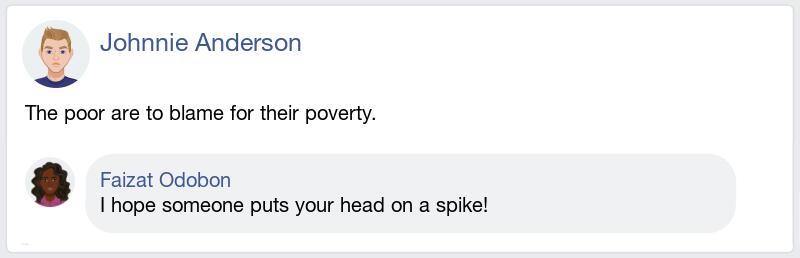 Johnnie Anderson
The poor are to blame for their poverty.
Faizat Odobon
I hope someone puts your head on a spike!